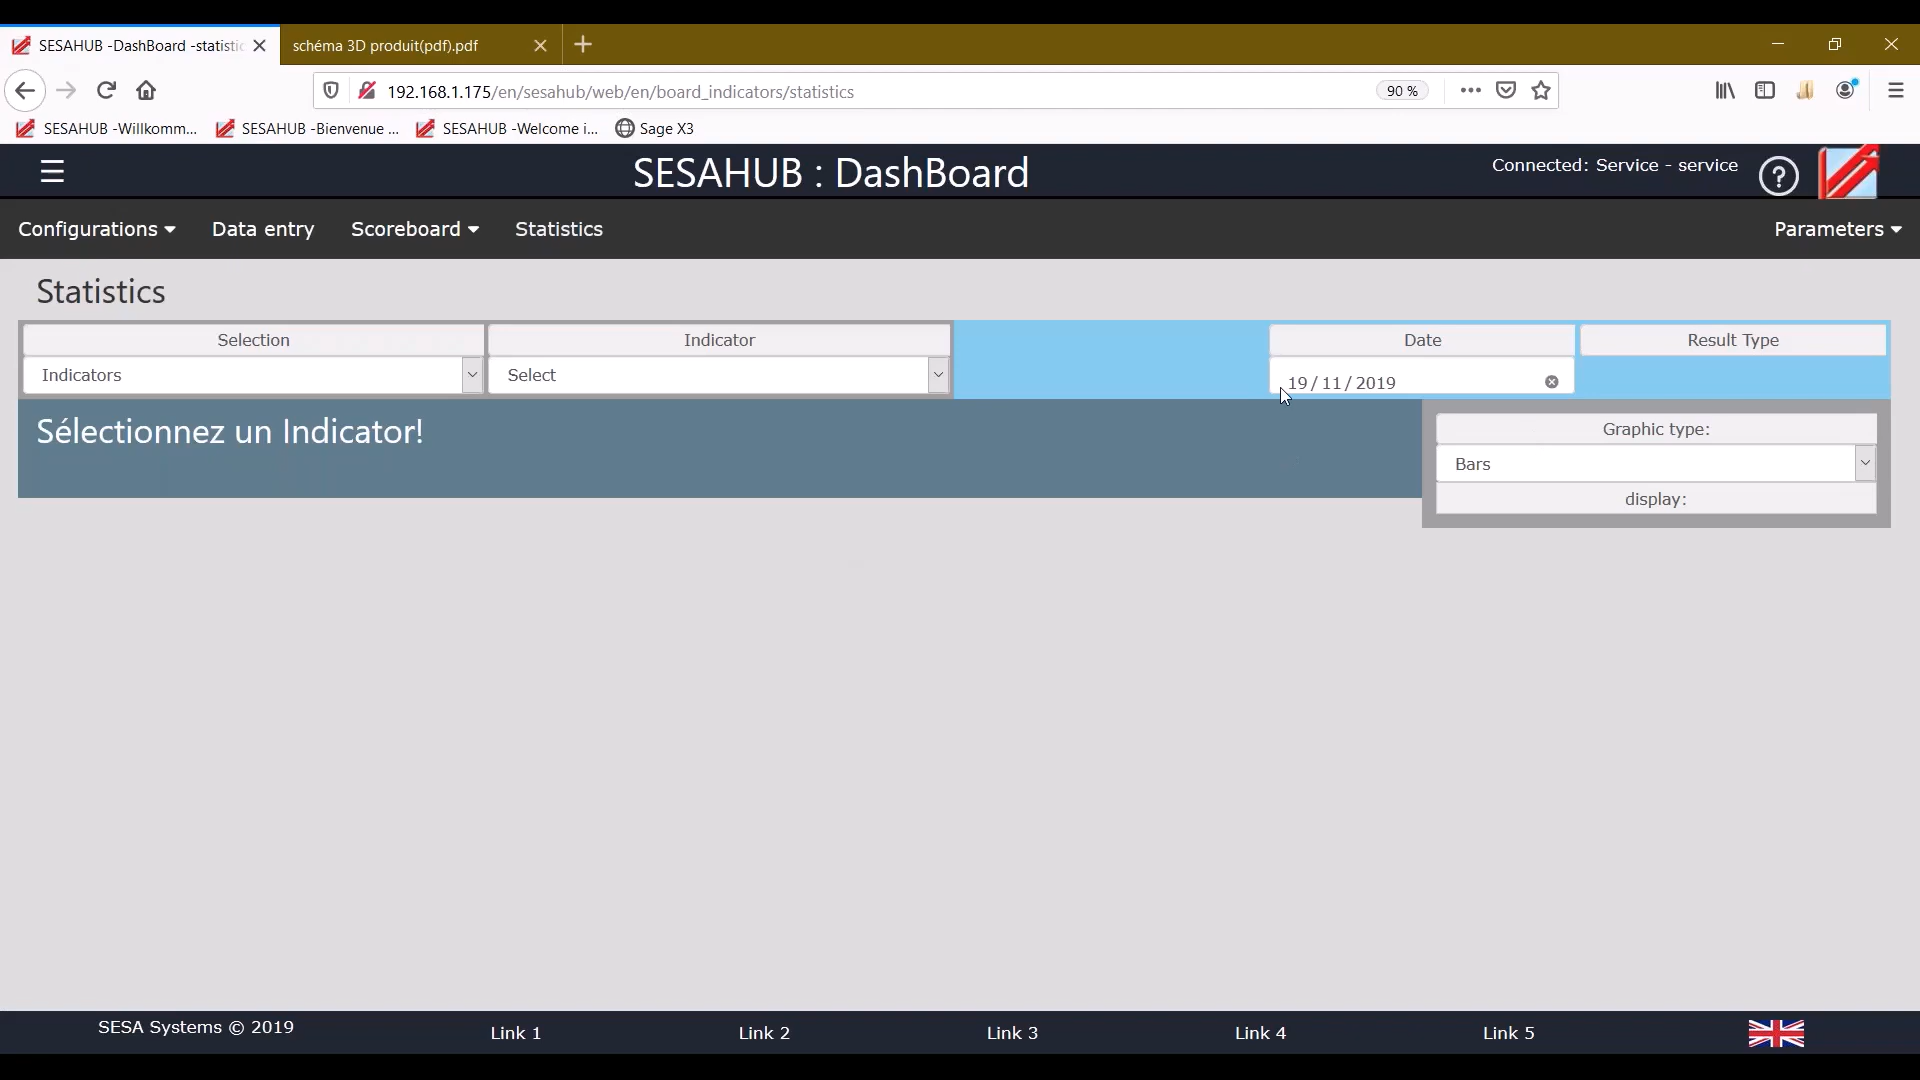 SESAHUB -DashBoard -statistic
schéma 3D produit(pdf).pdf
192.168.1.175/en/sesahub/web/en/board_indicators/statistics
90 %
SESAHUB -Willkomm...
SESAHUB -Bienvenue ...
SESAHUB -Welcome i...
Sage X3
SESAHUB : DashBoard
Connected: Service - service
?
Configurations
Data entry
Scoreboard
Statistics
Parameters
Statistics
Selection
Indicator
Date
Result Type
Indicators
Select
19 / 11 / 2019
Sélectionnez un Indicator!
Graphic type:
Bars
display:
SESA Systems © 2019
Link 1
Link 2
Link 3
Link 4
Link 5